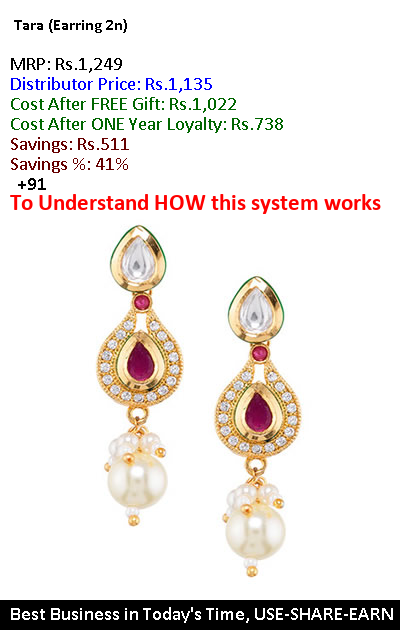 Tara (Earring 2n)
MRP: Rs.1,249
Distributor Price: Rs.1,135
Cost After FREE Gift: Rs.1,022
Cost After ONE Year Loyalty: Rs.738
Savings: Rs.511
Savings %: 41%
+91
To Understand HOW this system works
Best Business in Today's Time, USE-SHARE-EARN